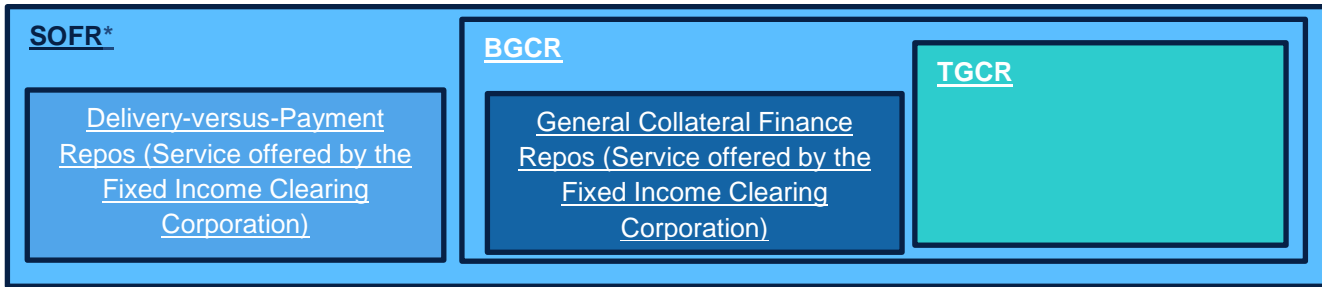 SOFR*
BGCR
TGCR
Delivery-versus-Payment
Repos (Service offered by the
Fixed Income Clearing
Corporation)
General Collateral Finance
Repos (Service offered by the
Fixed Income Clearing
Corporation)